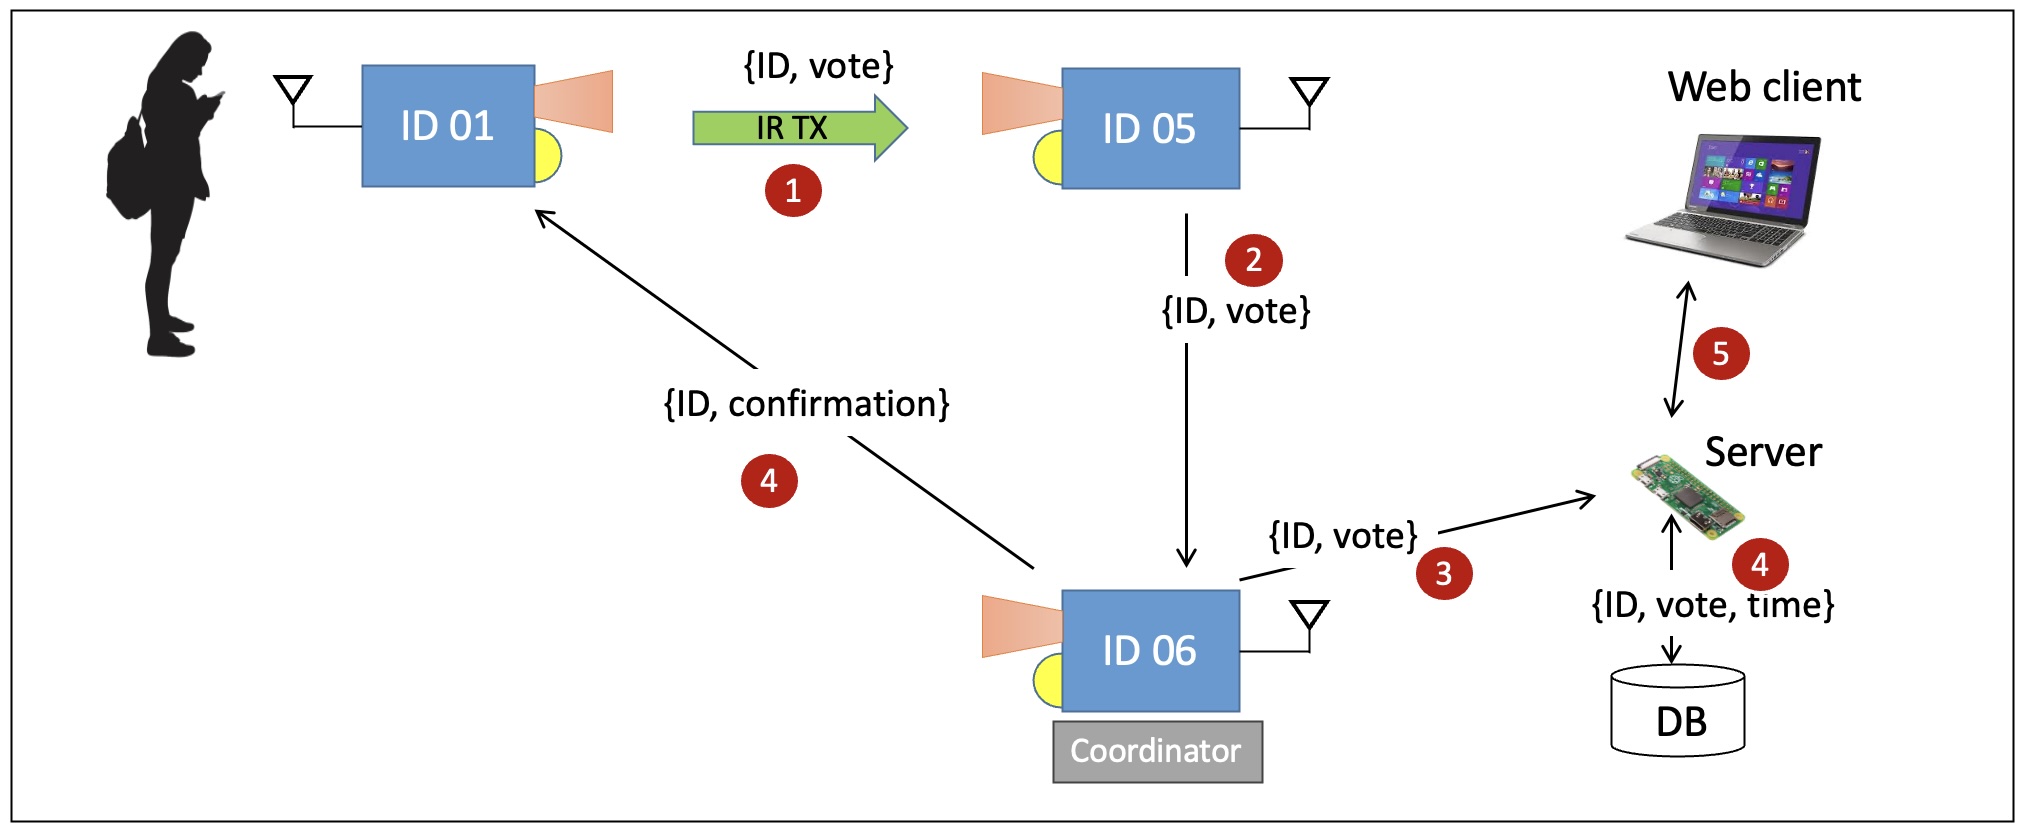 {ID, vote}
ID 01
IR TX
ID 05
1
Web client
2
{ID, vote}
5
{ID, confirmation}
4
Server
{ID, vote}
3
4
{ID, vote, time}
ID 06
DB
Coordinator